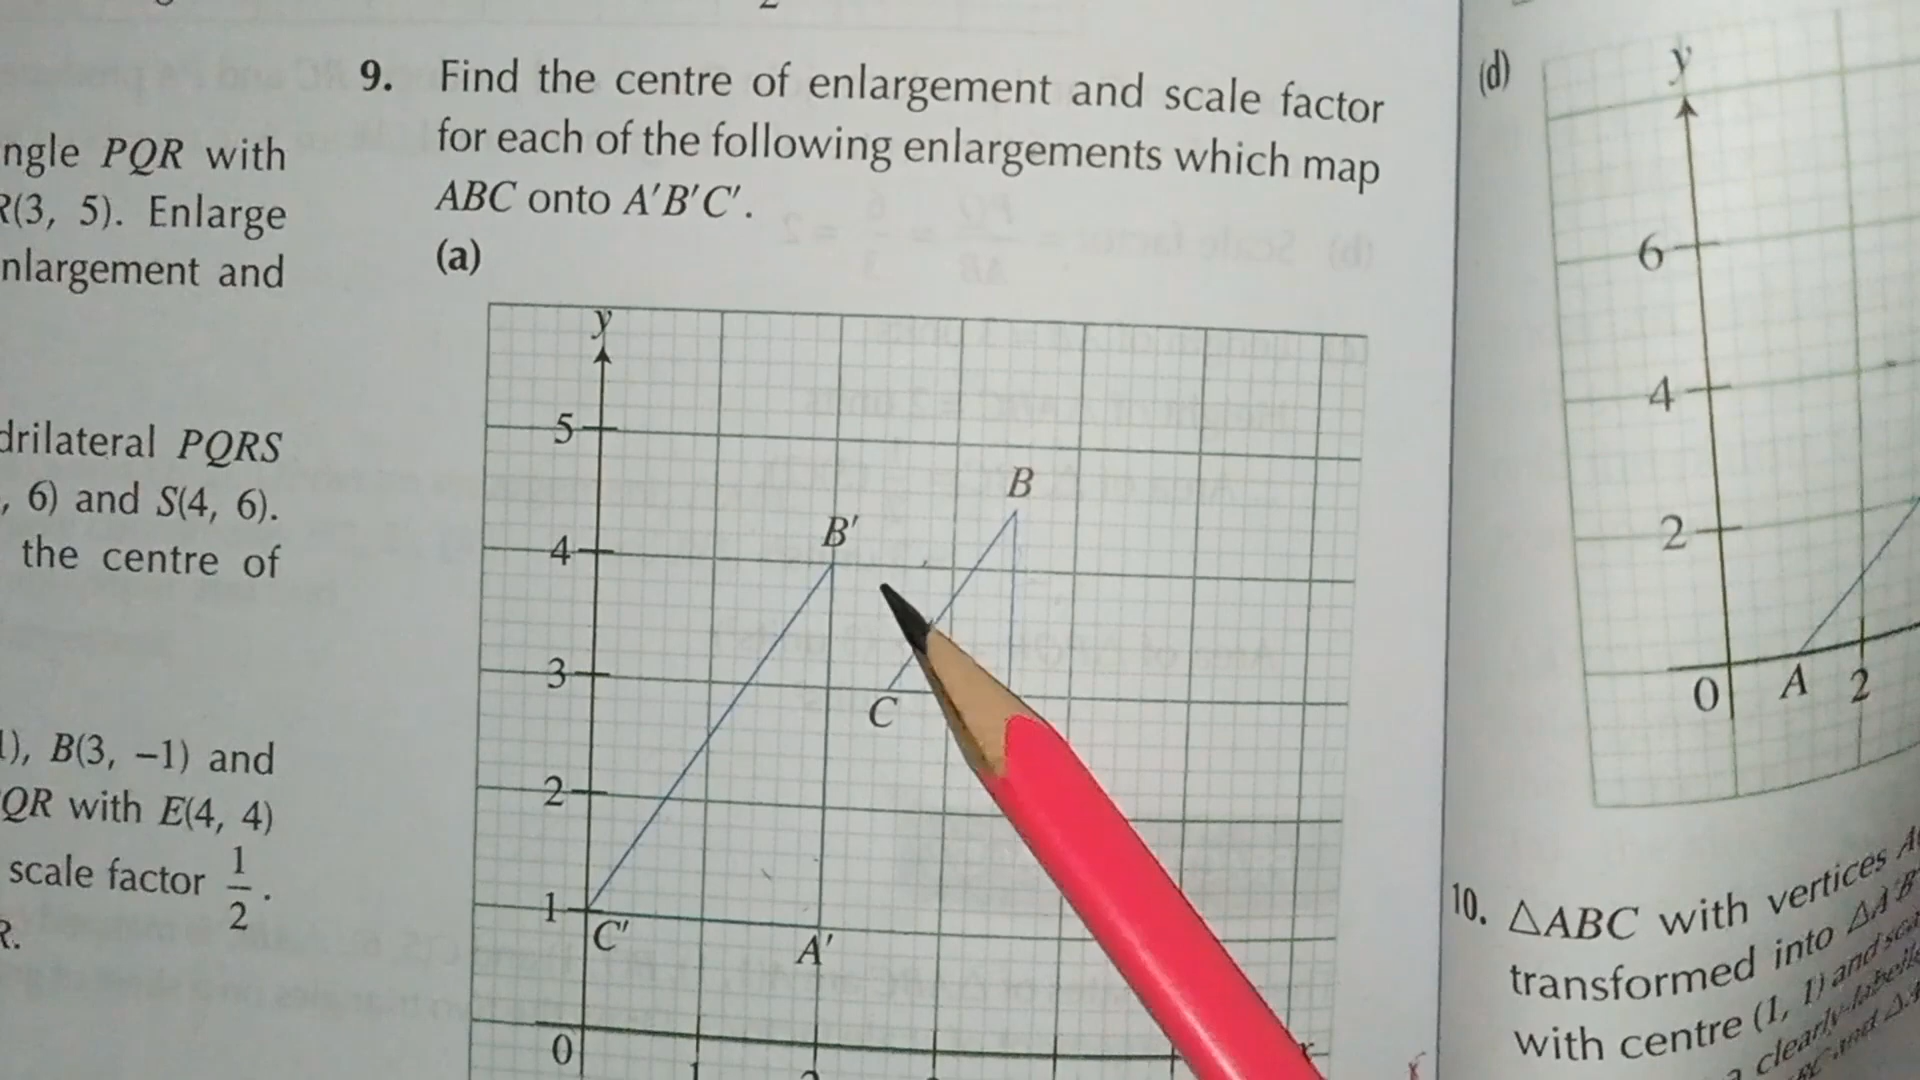 ngle PQR with
R(3, 5). Enlarge
nlargement and
drilateral PQRS
, 6) and S(4, 6).
the centre of
1), B(3, −1) and
QR with E(4, 4)
scale factor 1/2.
R.
9. Find the centre of enlargement and scale factor
for each of the following enlargements which map
ABC onto A′B′C′.
(a)
y
5
B
B′
4
3
C
2
1
C′
A′
0
x
(d)
y
6
4
2
0
A
2
10. △ABC with vertices
transformed into △A′B′
with centre (1, 1) and
clearly